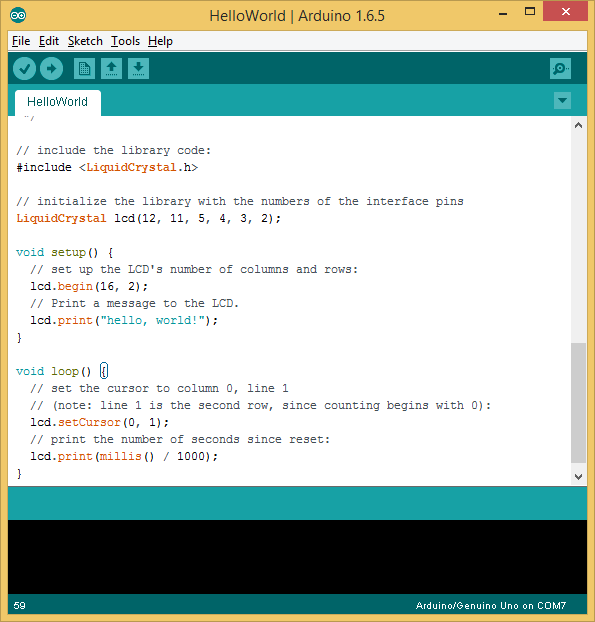 HelloWorld | Arduino 1.6.5
File Edit Sketch Tools Help
HelloWorld
*/
// include the library code:
#include <LiquidCrystal.h>
// initialize the library with the numbers of the interface pins
LiquidCrystal lcd(12, 11, 5, 4, 3, 2);
void setup() {
// set up the LCD's number of columns and rows:
lcd.begin(16, 2);
// Print a message to the LCD.
lcd.print("hello, world!");
}
void loop() {
// set the cursor to column 0, line 1
// (note: line 1 is the second row, since counting begins with 0):
lcd.setCursor(0, 1);
// print the number of seconds since reset:
lcd.print(millis() / 1000);
}
59 Arduino/Genuino Uno on COM7